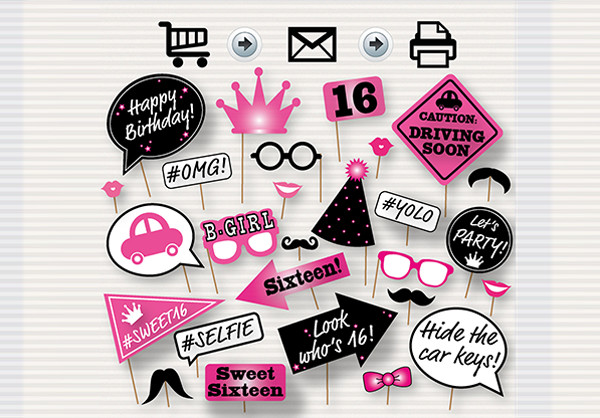 Happy
Birthday!
16
CAUTION:
DRIVING
SOON
#OMG!
#YOLO
B-GIRL
Let's
PARTY!
Sixteen!
#SWEET16
#SELFIE
Look
who's 16!
Hide the
car keys!
Sweet
Sixteen